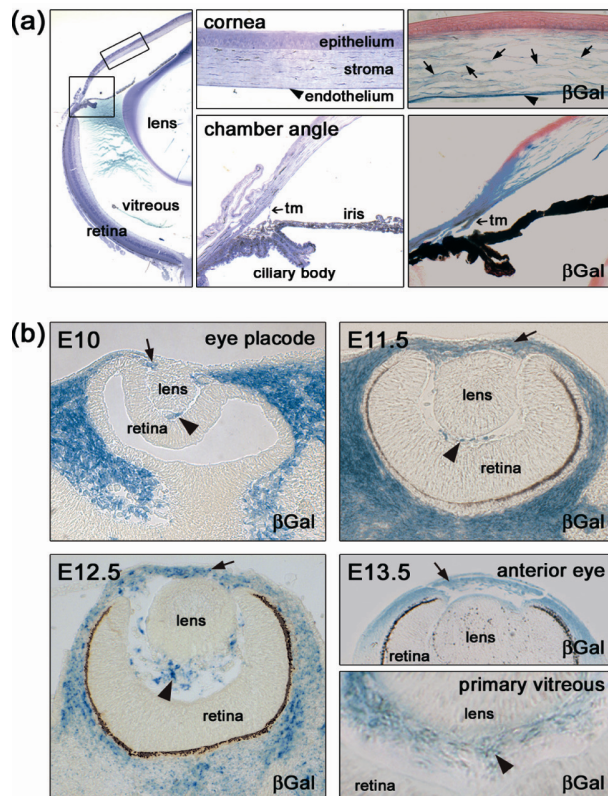 (a)
lens
vitreous
retina
cornea
epithelium
stroma
endothelium
βGal
chamber angle
tm
iris
ciliary body
tm
βGal
(b)
E10
eye placode
lens
retina
βGal
E11.5
lens
retina
βGal
E12.5
lens
retina
βGal
E13.5
anterior eye
lens
retina
βGal
primary vitreous
lens
retina
βGal